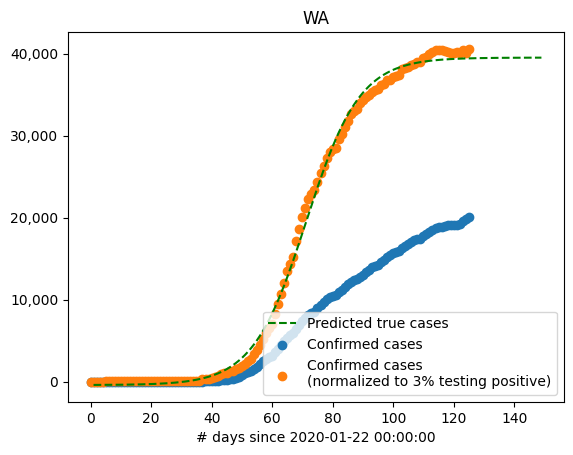 WA
40,000
30,000
20,000
10,000
0
Predicted true cases
Confirmed cases
Confirmed cases
(normalized to 3% testing positive)
0 20 40 60 80 100 120 140
# days since 2020-01-22 00:00:00